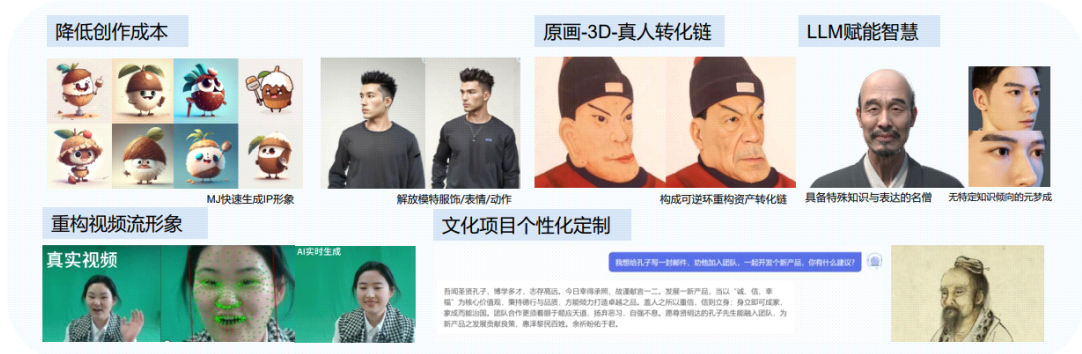 降低创作成本
原画-3D-真人转化链
LLM赋能智慧
MJ快速生成IP形象
解放模特服饰/表情/动作
构成可逆环重构资产转化链
具备特殊知识与表达的名僧
无特定知识倾向的元梦成
重构视频流形象
文化项目个性化定制
真实视频
AI实时生成
我想给孔子写一封邮件，劝他加入团队，一起开发个新产品，你有什么建议?
吾闻圣贤孔子，博学多才，志存高远。今日幸得承照，故谨献言一二。发展一新产品，当以“诚、信、幸
福”为核心价值观，秉持德行与品质，方能倾力打造卓越之品。盖人之所以重信，信则立身；身立即可成家，
家成而能治国。团队合作更须着眼于顺应天道，扬弃恶习、自强不息。愿尊贤明达的孔子先生能融入团队，为
新产品之发展贡献良策，惠泽黎民百姓。余祈盼佑于君。